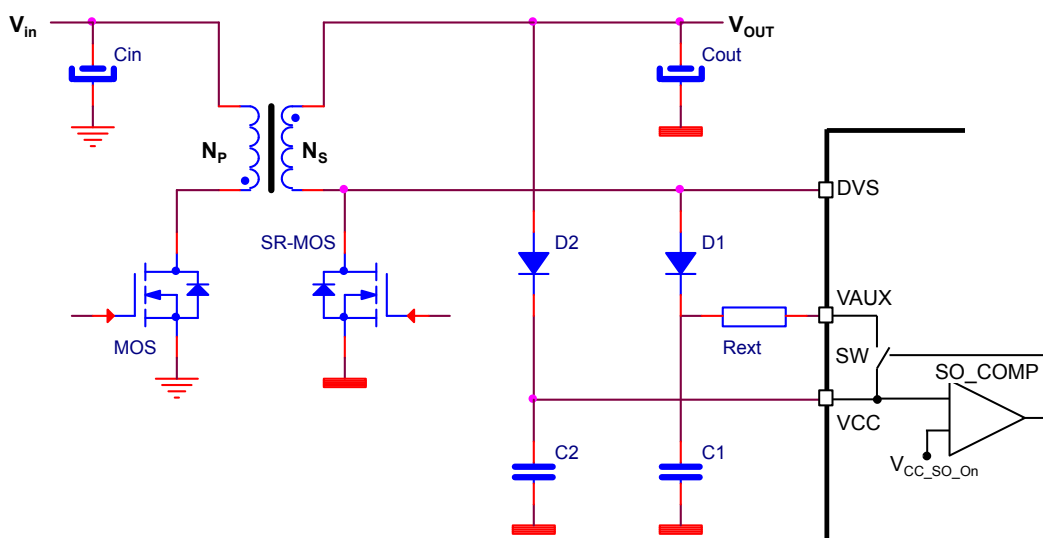 Vin
VOUT
Cin
Cout
NP
NS
DVS
SR-MOS
D2
D1
VAUX
MOS
Rext
SW
SO_COMP
VCC
C2
C1
VCC_SO_On